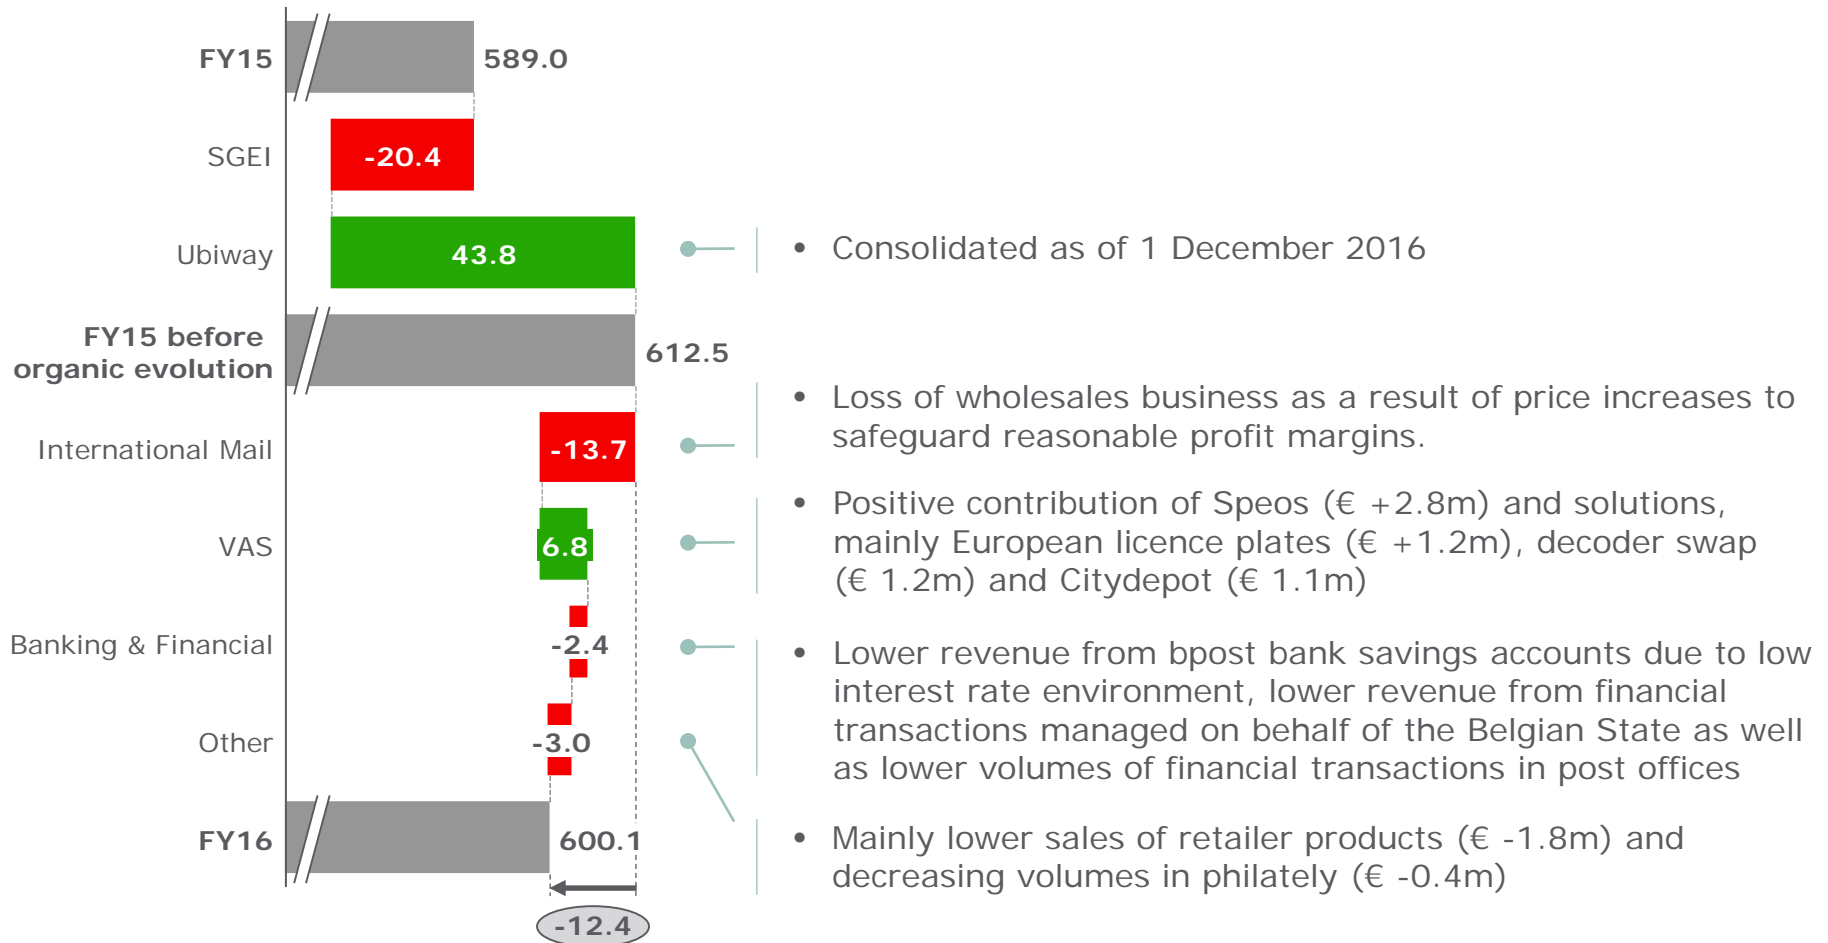 FY15
589.0
SGEI
-20.4
Ubiway
43.8
• Consolidated as of 1 December 2016
FY15 before
organic evolution
612.5
International Mail
-13.7
• Loss of wholesales business as a result of price increases to
safeguard reasonable profit margins.
VAS
6.8
• Positive contribution of Speos (€ +2.8m) and solutions,
mainly European licence plates (€ +1.2m), decoder swap
(€ 1.2m) and Citydepot (€ 1.1m)
Banking & Financial
-2.4
• Lower revenue from bpost bank savings accounts due to low
interest rate environment, lower revenue from financial
transactions managed on behalf of the Belgian State as well
as lower volumes of financial transactions in post offices
Other
-3.0
• Mainly lower sales of retailer products (€ -1.8m) and
decreasing volumes in philately (€ -0.4m)
FY16
600.1
-12.4